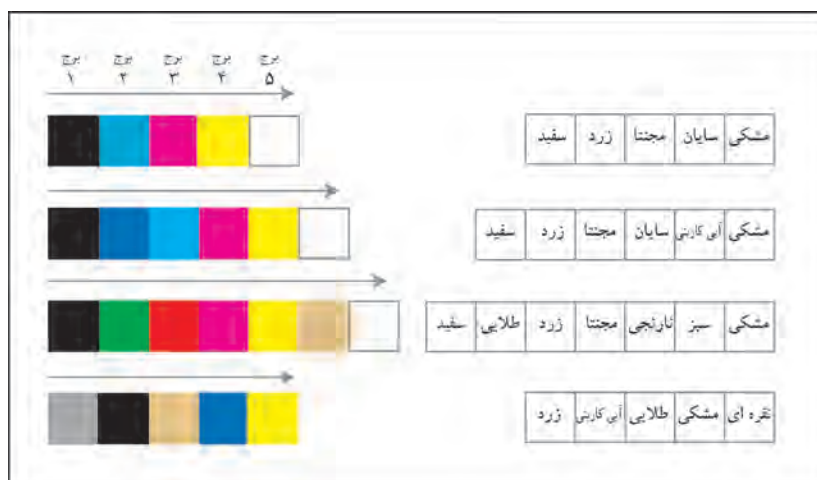 برج برج برج برج برج
۱ ۲ ۳ ۴ ۵
مشکی سایان مجنتا زرد سفید
مشکی آبی کاربنی سایان مجنتا زرد سفید
مشکی سبز نارنجی مجنتا زرد طلایی سفید
نقره ای مشکی طلایی آبی کاربنی زرد